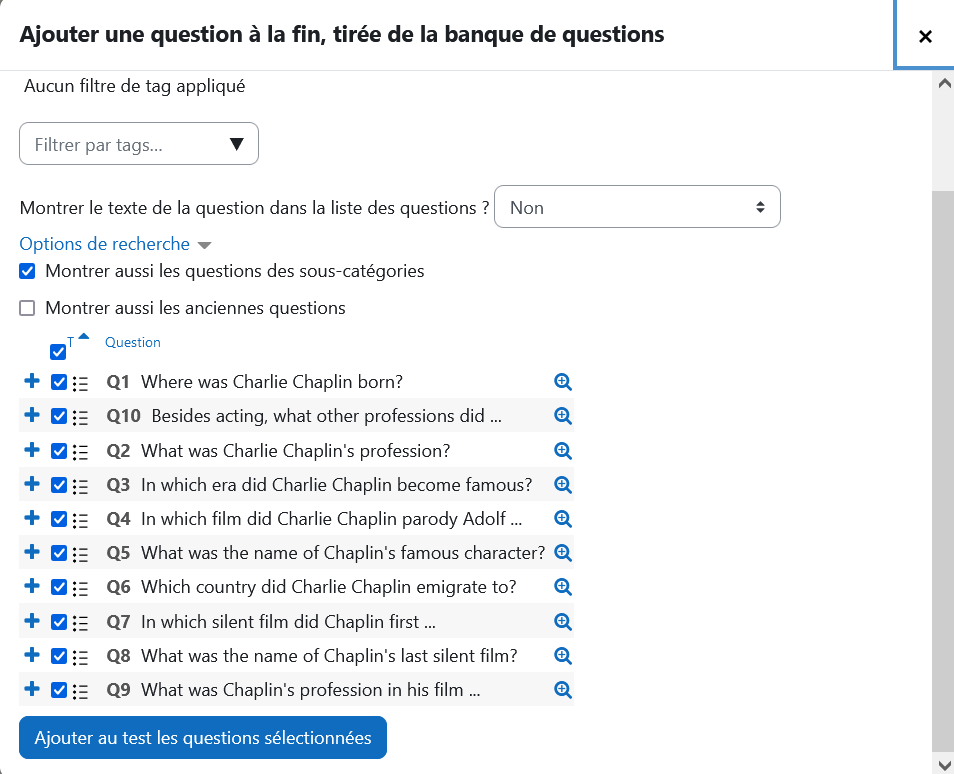 Ajouter une question à la fin, tirée de la banque de questions
Aucun filtre de tag appliqué
Filtrer par tags...
Montrer le texte de la question dans la liste des questions ? Non
Options de recherche
Montrer aussi les questions des sous-catégories
Montrer aussi les anciennes questions
T Question
Q1 Where was Charlie Chaplin born?
Q10 Besides acting, what other professions did ...
Q2 What was Charlie Chaplin's profession?
Q3 In which era did Charlie Chaplin become famous?
Q4 In which film did Charlie Chaplin parody Adolf ...
Q5 What was the name of Chaplin's famous character?
Q6 Which country did Charlie Chaplin emigrate to?
Q7 In which silent film did Chaplin first ...
Q8 What was the name of Chaplin's last silent film?
Q9 What was Chaplin's profession in his film ...
Ajouter au test les questions sélectionnées